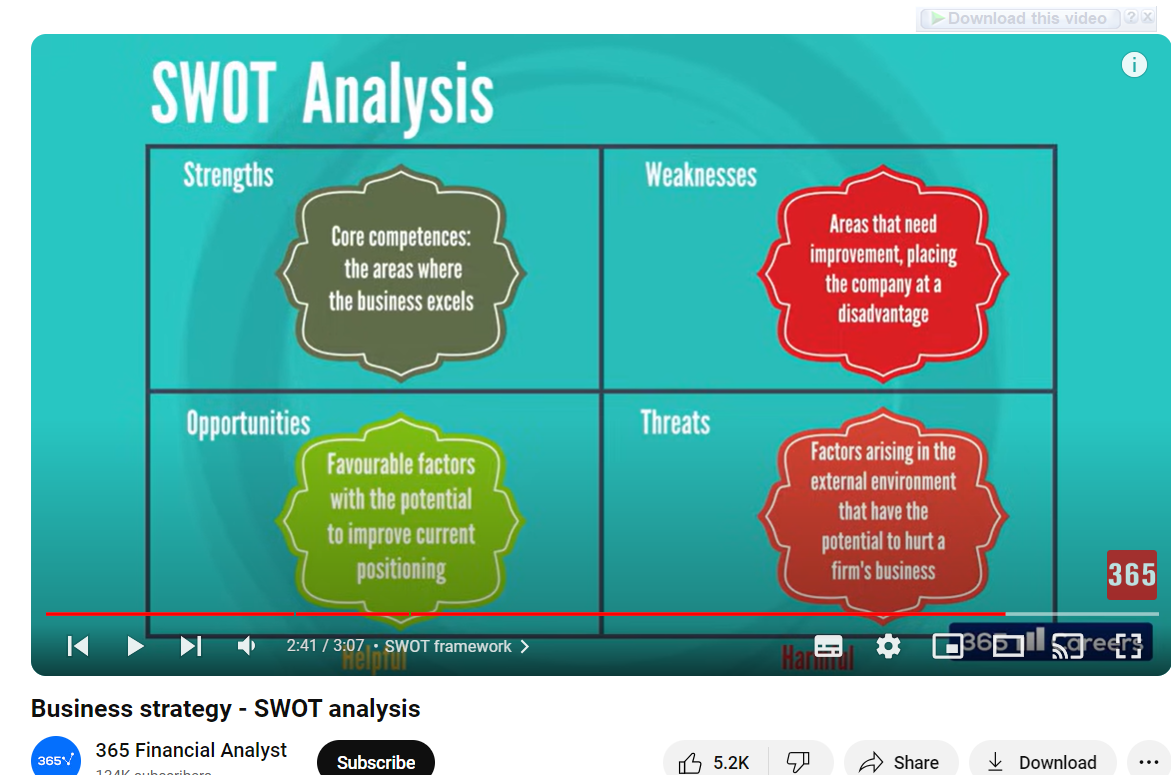 Download this video ? X
i
SWOT Analysis
Strengths
Core competences:
the areas where
the business excels
Weaknesses
Areas that need
improvement, placing
the company at a
disadvantage
Opportunities
Favourable factors
with the potential
to improve current
positioning
Threats
Factors arising in the
external environment
that have the
potential to hurt a
firm's business
365
2:41 / 3:07 • SWOT framework
Helpful
Harmful
365 Careers
Business strategy - SWOT analysis
365
365 Financial Analyst
Subscribe
5.2K
Share
Download